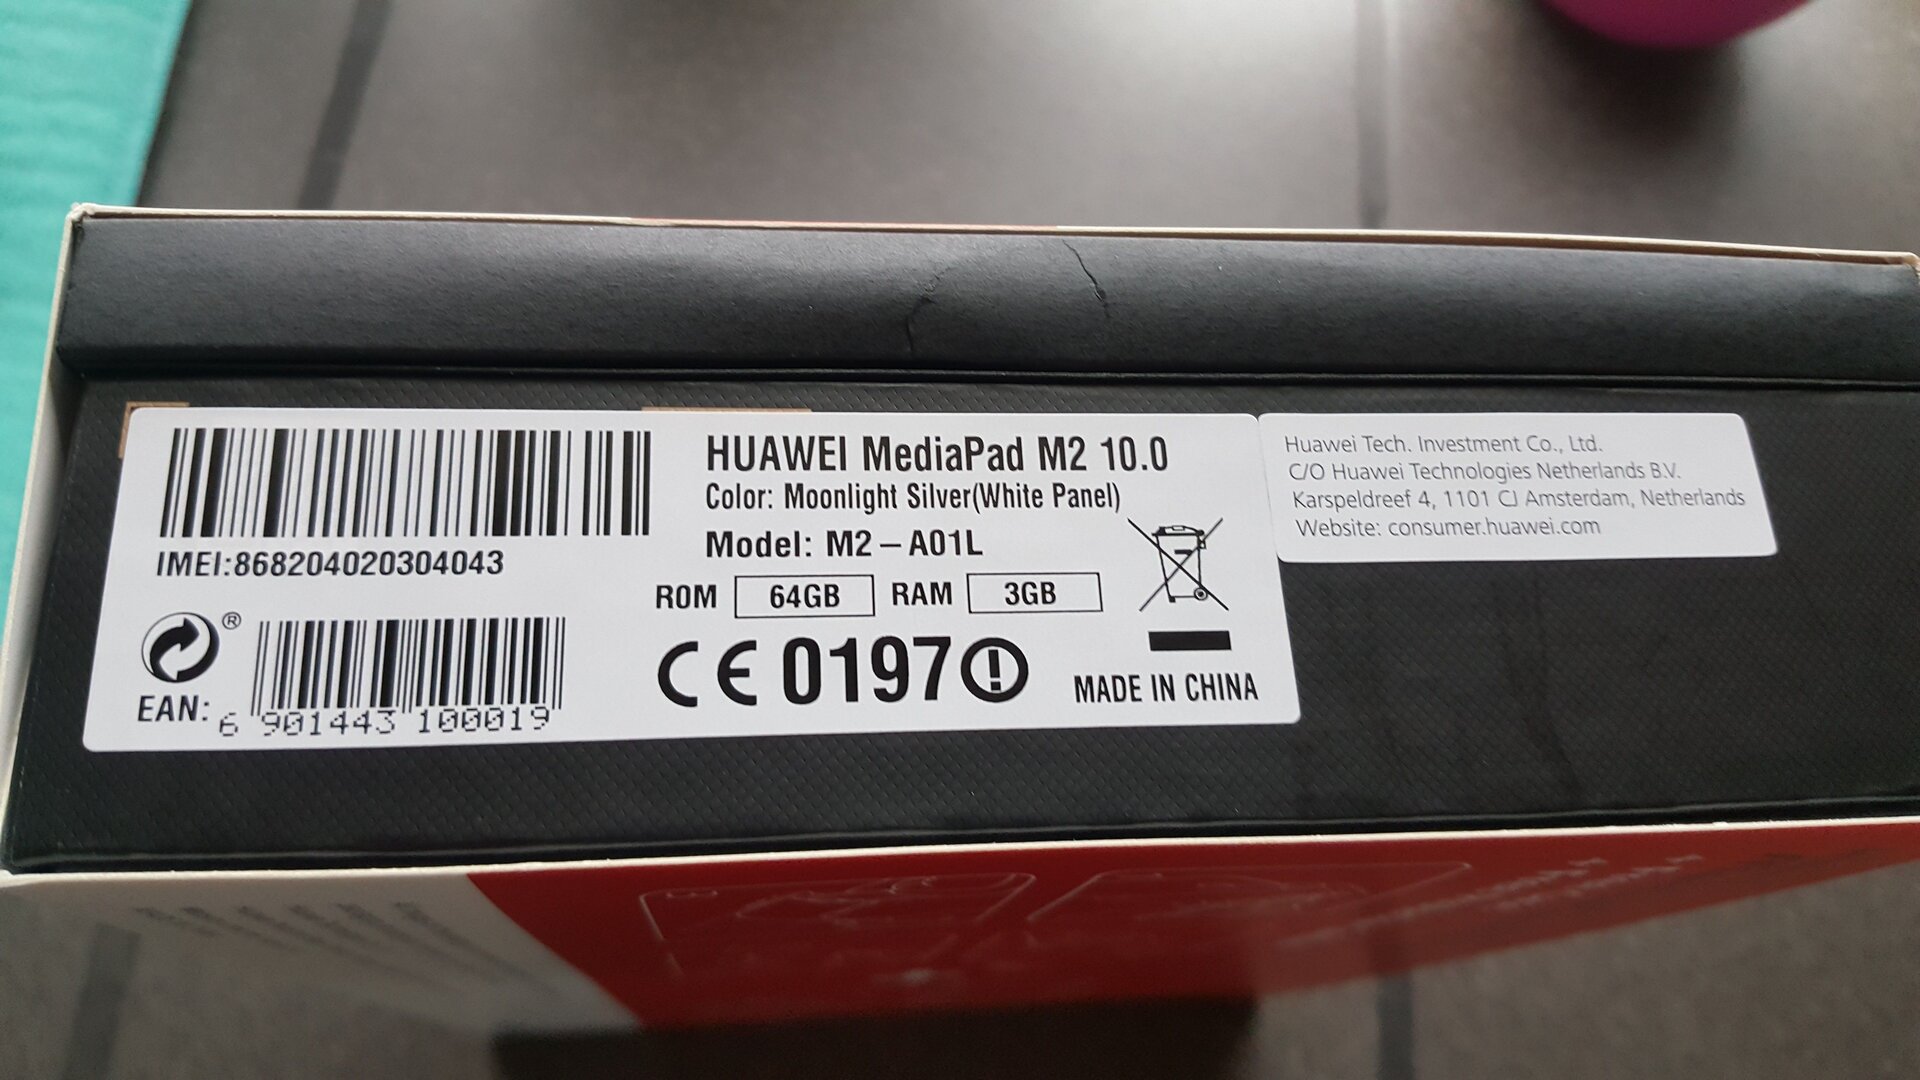 HUAWEI MediaPad M2 10.0
Color: Moonlight Silver(White Panel)
Model: M2-A01L
IMEI:868204020304043
ROM 64GB RAM 3GB
®
EAN: 6 901443 100019
CE 0197
MADE IN CHINA
Huawei Tech. Investment Co., Ltd.
C/O Huawei Technologies Netherlands B.V.
Karspeldreef 4, 1101 CJ Amsterdam, Netherlands
Website: consumer.huawei.com